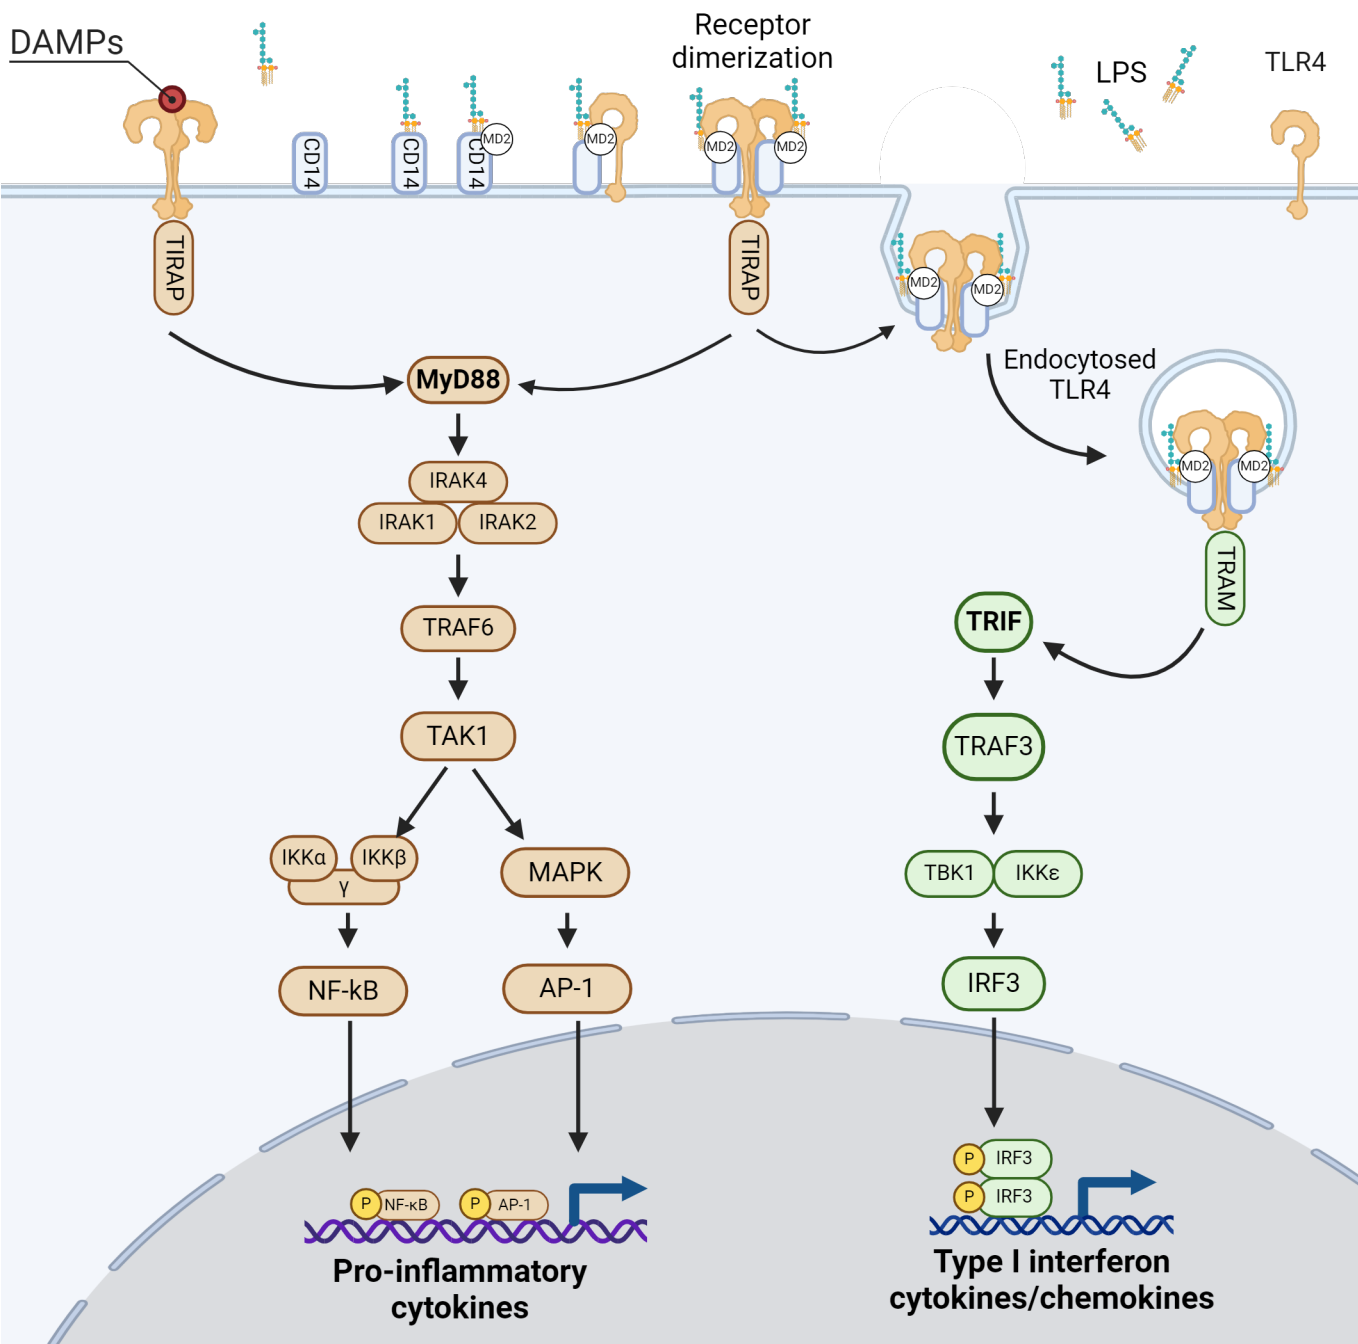 DAMPs
Receptor
dimerization
LPS
TLR4
CD14
CD14
CD14
MD2
MD2
MD2
MD2
TIRAP
TIRAP
MD2
MD2
MyD88
Endocytosed
TLR4
MD2
MD2
IRAK4
IRAK1
IRAK2
TRAM
TRAF6
TRIF
TAK1
TRAF3
IKKα
IKKβ
γ
MAPK
TBK1
IKKε
NF-kB
AP-1
IRF3
P
IRF3
P
IRF3
P
NF-κB
P
AP-1
Pro-inflammatory
cytokines
Type I interferon
cytokines/chemokines